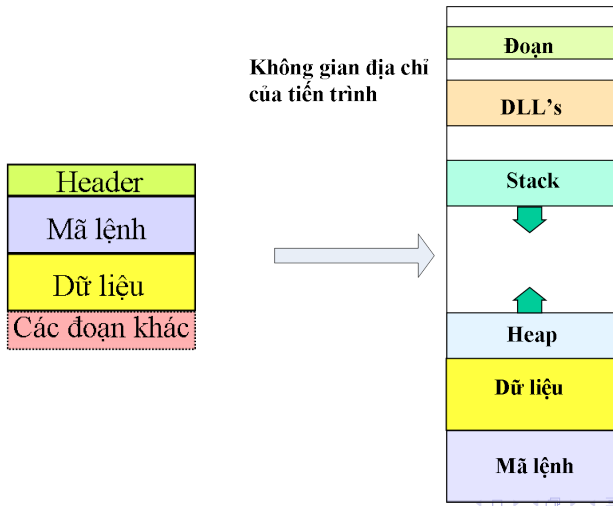 Đoạn
Không gian địa chỉ
của tiến trình
DLL's
Header
Stack
Mã lệnh
Dữ liệu
Các đoạn khác
Heap
Dữ liệu
Mã lệnh